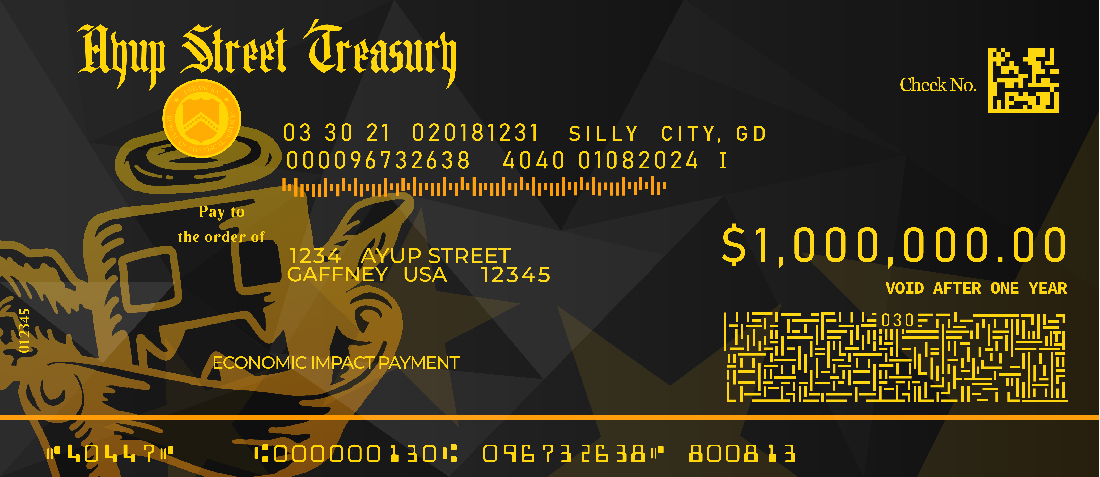 Ayup Street Treasury
Check No.
03 30 21 020181231 SILLY CITY, GD
000096732638 4040 01082024 I
Pay to
the order of
1234 AYUP STREET
GAFFNEY USA 12345
$1,000,000.00
VOID AFTER ONE YEAR
030
012345
ECONOMIC IMPACT PAYMENT
⑈40447⑈ ⑆000000130⑆ 096732638⑈ 800813